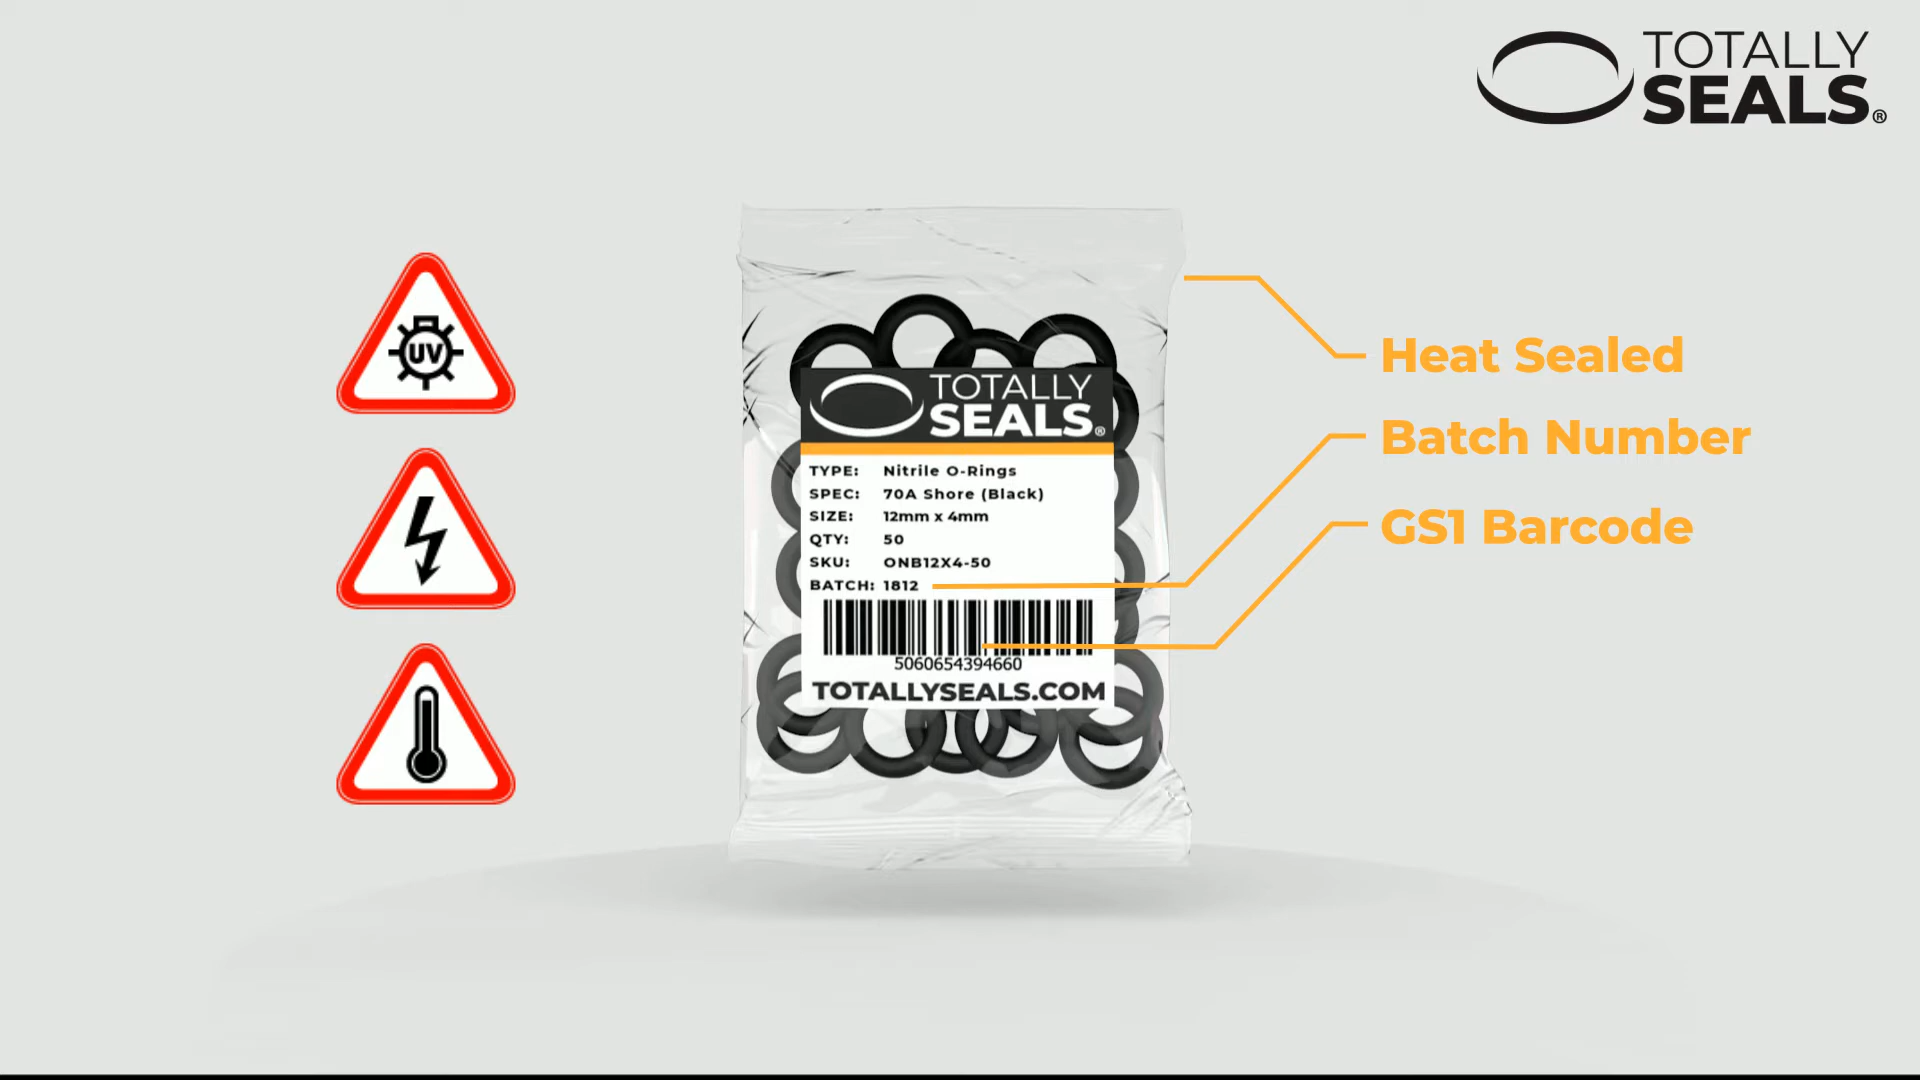 TOTALLY
SEALS®
UV
Heat Sealed
Batch Number
GS1 Barcode
TOTALLY
SEALS®
TYPE: Nitrile O-Rings
SPEC: 70A Shore (Black)
SIZE: 12mm x 4mm
QTY: 50
SKU: ONB12X4-50
BATCH: 1812
5060654394660
TOTALLYSEALS.COM